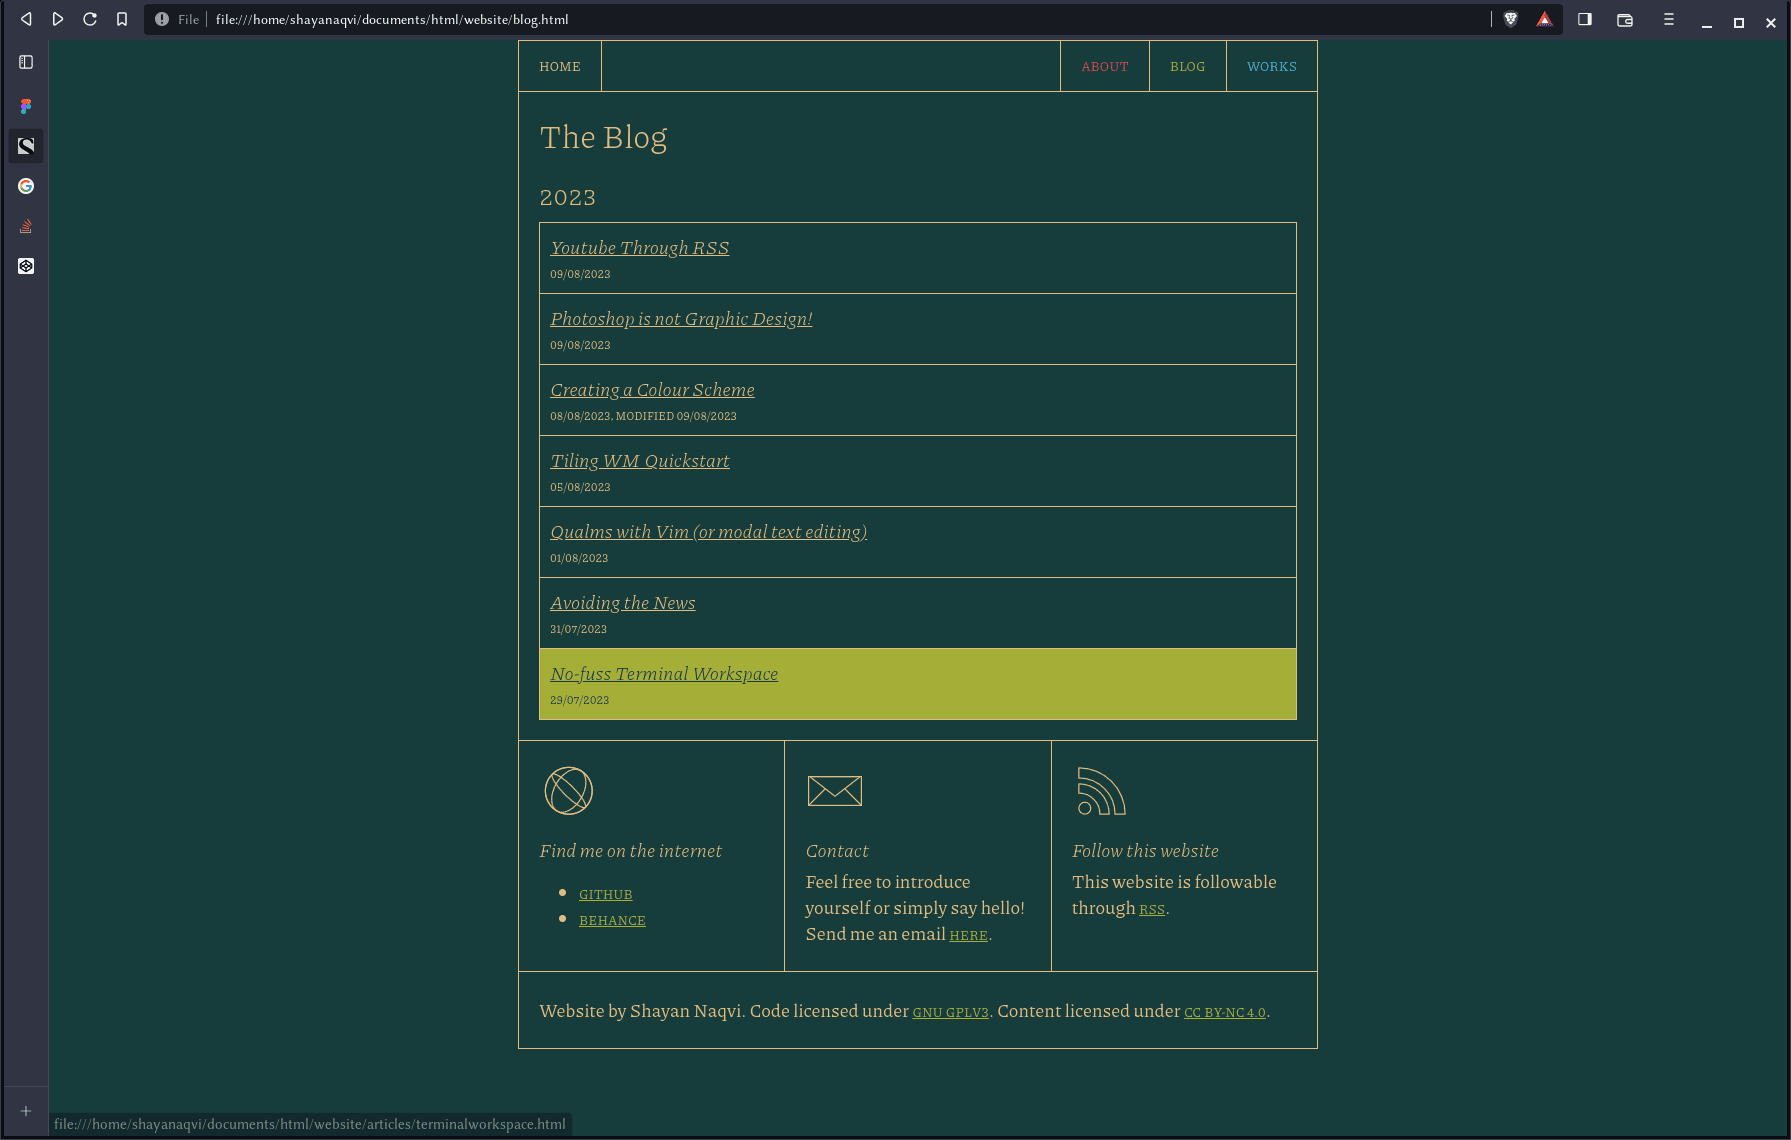 File file:///home/shayanaqvi/documents/html/website/blog.html
HOME ABOUT BLOG WORKS
The Blog
2023
Youtube Through RSS
09/08/2023
Photoshop is not Graphic Design!
09/08/2023
Creating a Colour Scheme
08/08/2023, MODIFIED 09/08/2023
Tiling WM Quickstart
05/08/2023
Qualms with Vim (or modal text editing)
01/08/2023
Avoiding the News
31/07/2023
No-fuss Terminal Workspace
29/07/2023
Find me on the internet
GITHUB
BEHANCE
Contact
Feel free to introduce
yourself or simply say hello!
Send me an email HERE.
Follow this website
This website is followable
through RSS.
Website by Shayan Naqvi. Code licensed under GNU GPLV3. Content licensed under CC BY-NC 4.0.
file:///home/shayanaqvi/documents/html/website/articles/terminalworkspace.html